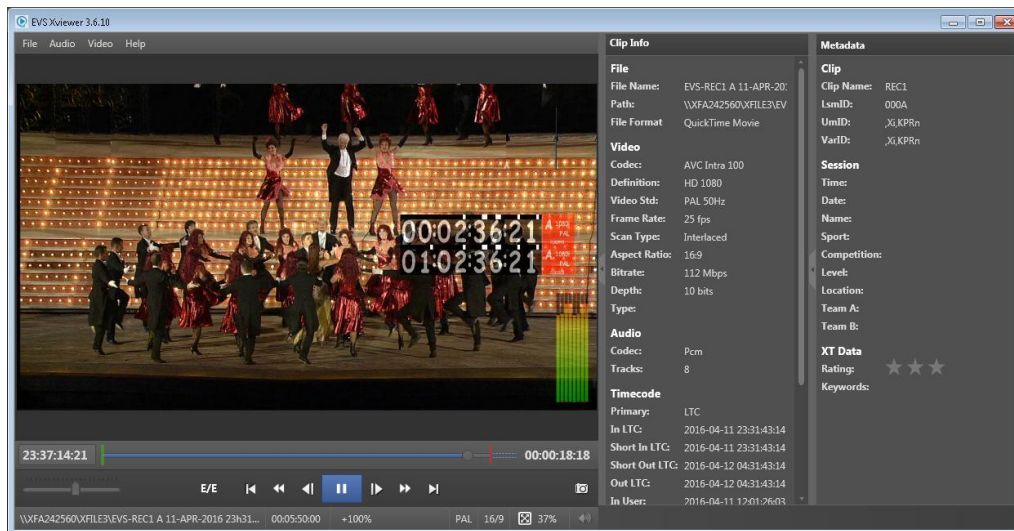 EVS Xviewer 3.6.10
File Audio Video Help
00:02:36:21
01:02:36:21
A 1080i
PAL
A 1080i
PAL
23:37:14:21
00:00:18:18
E/E
\\XFA242560\XFILE3\EVS-REC1 A 11-APR-2016 23h31... 00:05:50:00 +100% PAL 16/9 37%
Clip Info
File
File Name: EVS-REC1 A 11-APR-20:
Path: \\XFA242560\XFILE3\EV
File Format QuickTime Movie
Video
Codec: AVC Intra 100
Definition: HD 1080
Video Std: PAL 50Hz
Frame Rate: 25 fps
Scan Type: Interlaced
Aspect Ratio: 16:9
Bitrate: 112 Mbps
Depth: 10 bits
Type:
Audio
Codec: Pcm
Tracks: 8
Timecode
Primary: LTC
In LTC: 2016-04-11 23:31:43:14
Short In LTC: 2016-04-11 23:31:43:14
Short Out LTC: 2016-04-12 04:31:43:14
Out LTC: 2016-04-12 04:31:43:14
In User: 2016-04-11 12:01:26:03
Metadata
Clip
Clip Name: REC1
LsmID: 000A
UmID: ,Xi,KPRn
VarID: ,Xi,KPRn
Session
Time:
Date:
Name:
Sport:
Competition:
Level:
Location:
Team A:
Team B:
XT Data
Rating:
Keywords: